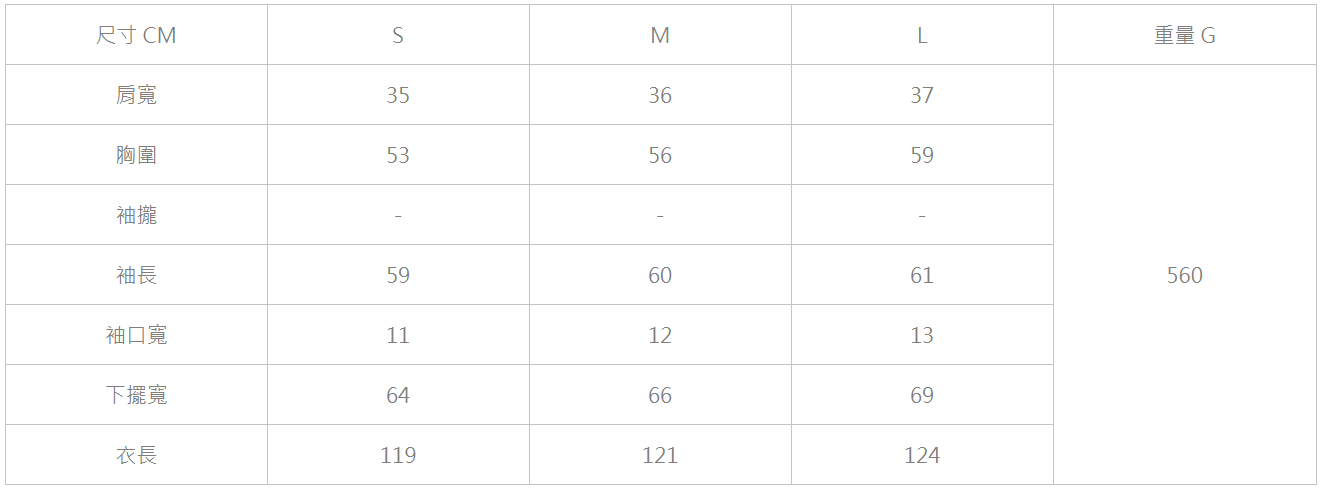 尺寸 CM S M L 重量 G
肩寬 35 36 37
胸圍 53 56 59
袖攏 - - -
袖長 59 60 61 560
袖口寬 11 12 13
下擺寬 64 66 69
衣長 119 121 124